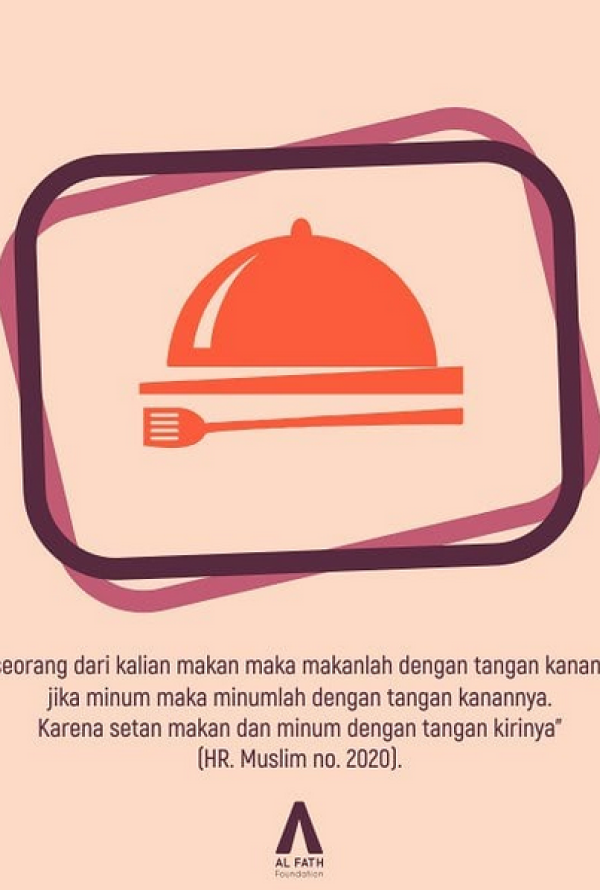 seorang dari kalian makan maka makanlah dengan tangan kanan
jika minum maka minumlah dengan tangan kanannya.
Karena setan makan dan minum dengan tangan kirinya"
(HR. Muslim no. 2020).
AL FATH
Foundation